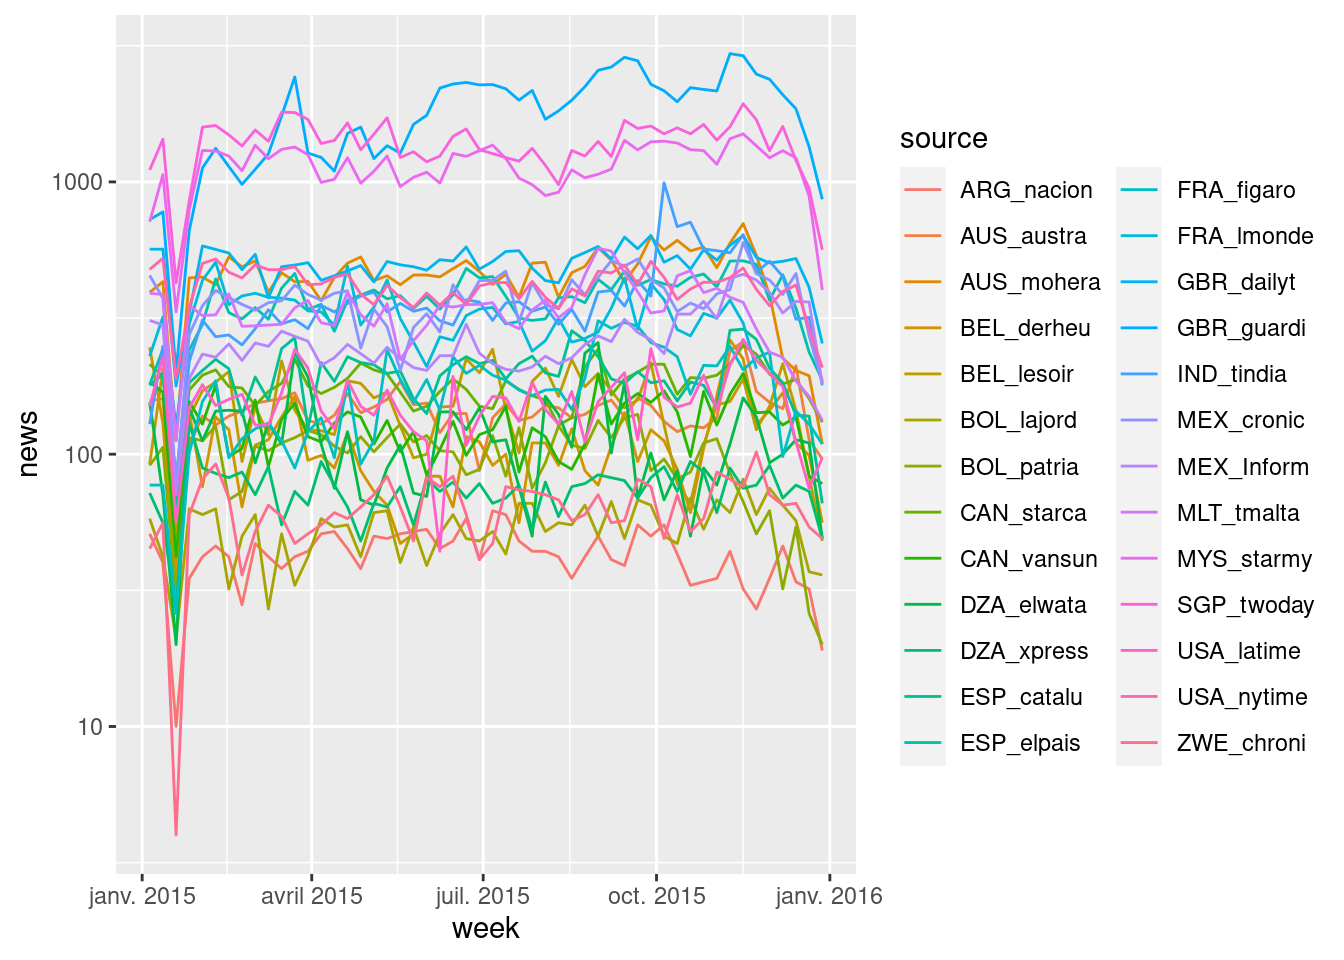 news
1000
100
10
janv. 2015
avril 2015
juil. 2015
oct. 2015
janv. 2016
week
source
ARG_nacion
AUS_austra
AUS_mohera
BEL_derheu
BEL_lesoir
BOL_lajord
BOL_patria
CAN_starca
CAN_vansun
DZA_elwata
DZA_xpress
ESP_catalu
ESP_elpais
FRA_figaro
FRA_lmonde
GBR_dailyt
GBR_guardi
IND_tindia
MEX_cronic
MEX_Inform
MLT_tmalta
MYS_starmy
SGP_twoday
USA_latime
USA_nytime
ZWE_chroni